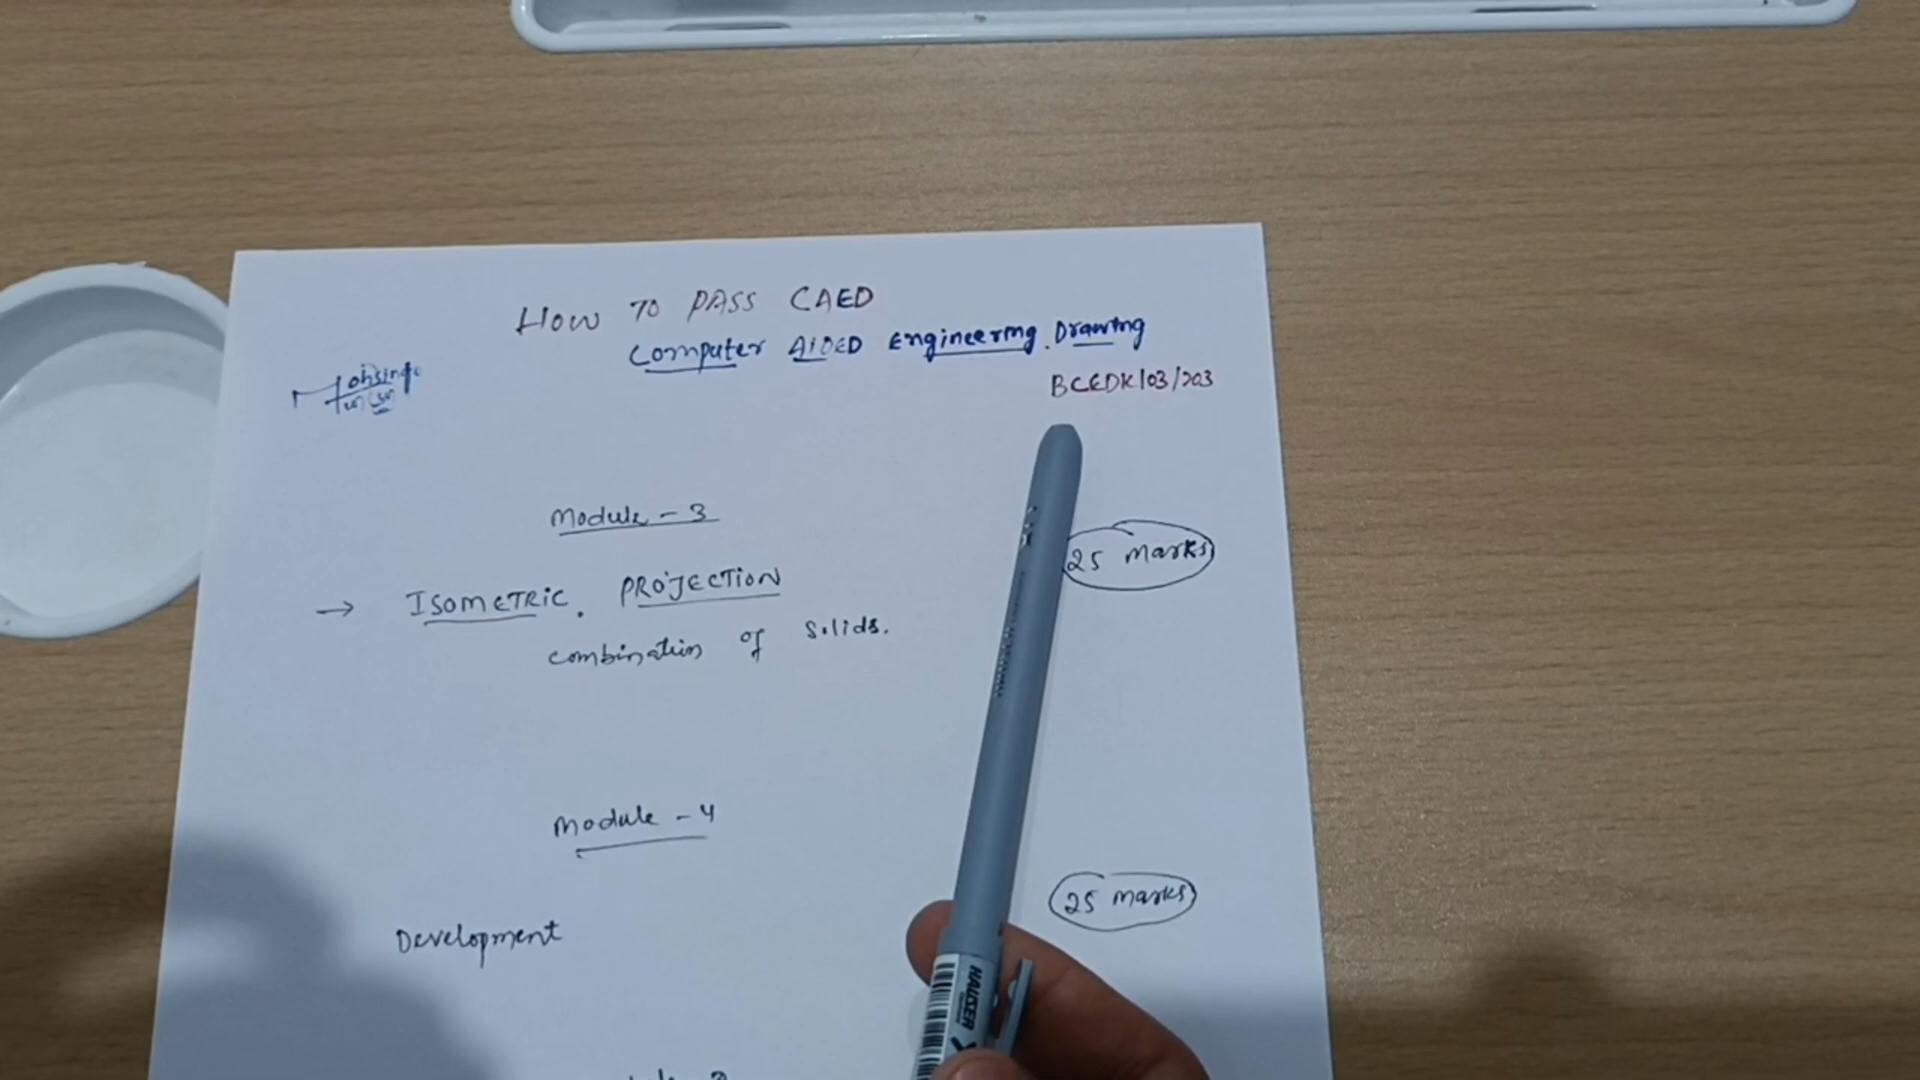 HOW TO PASS CAED
Computer AIDED Engineering Drawing
BCEDK103/203
Module - 3
25 Marks
→ ISOMETRIC PROJECTION
combination of solids.
Module - 4
25 Marks
Development
HAUSER